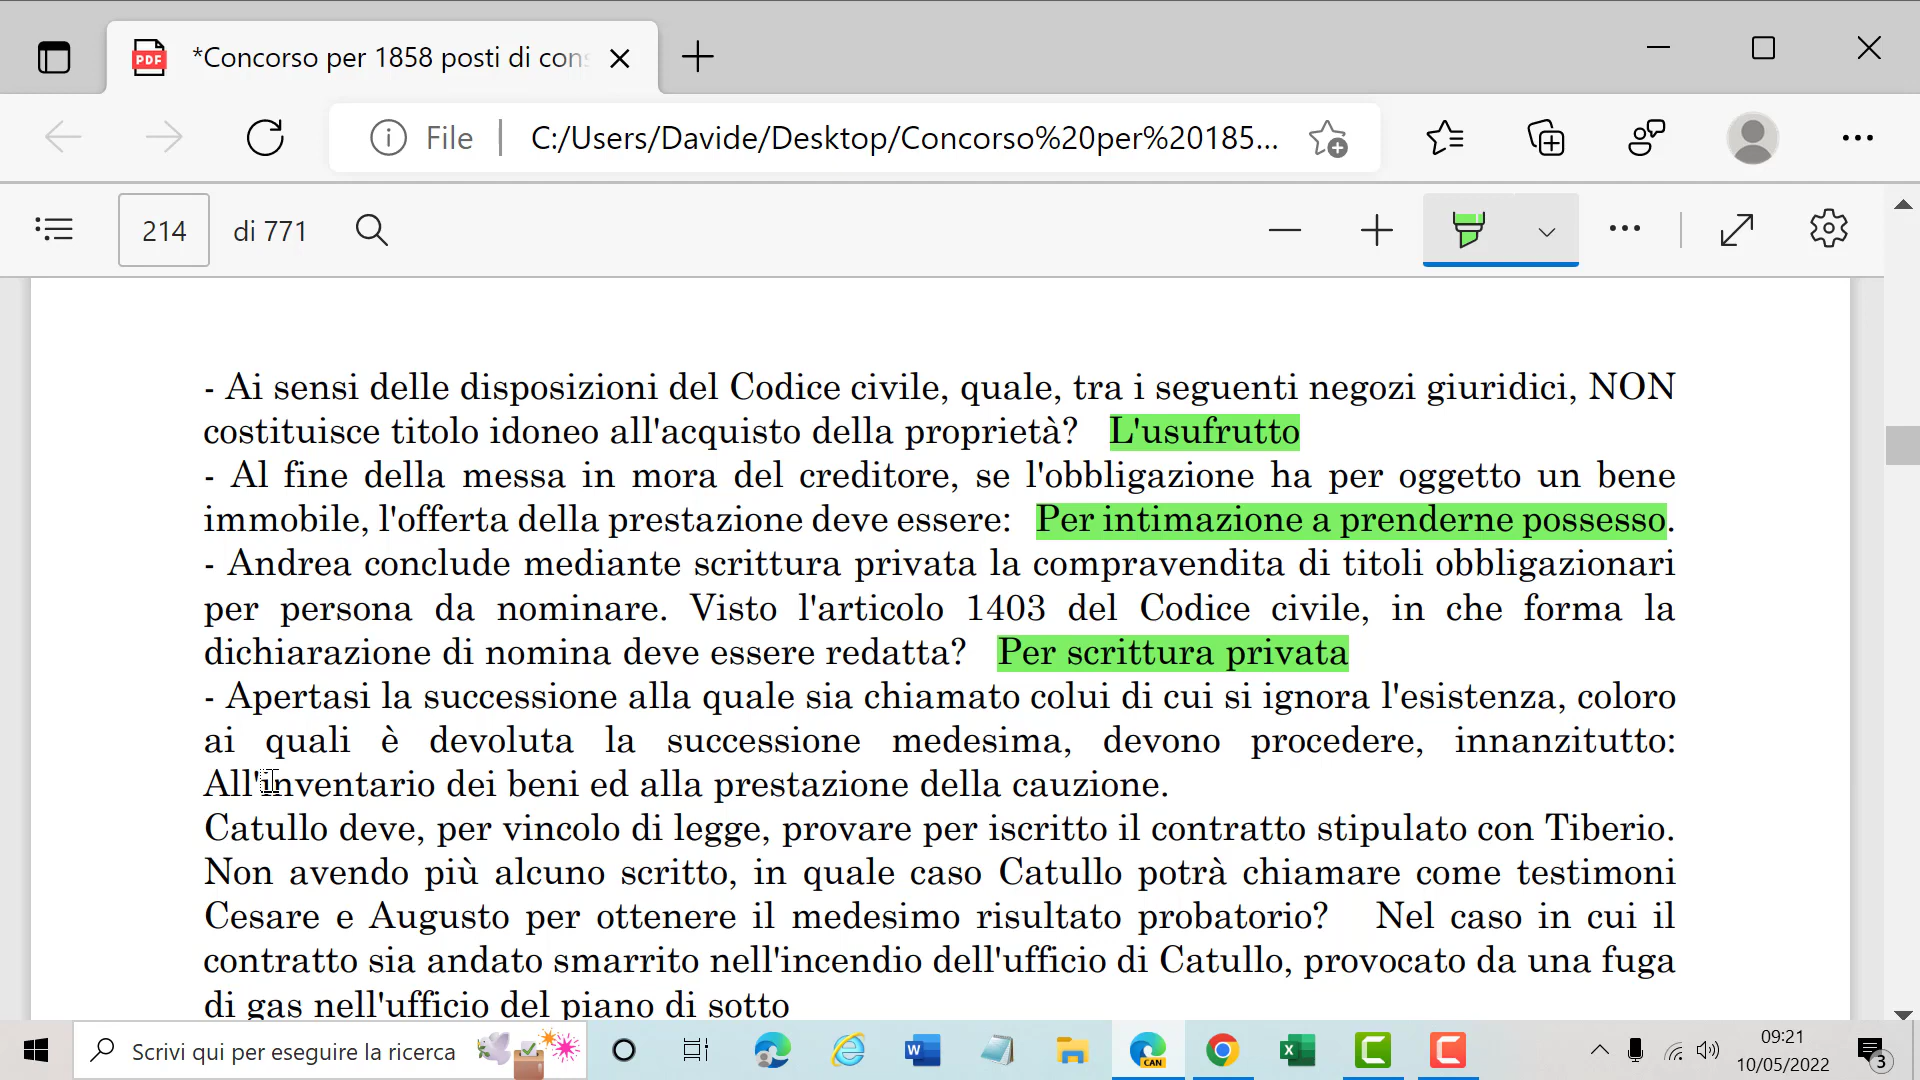 *Concorso per 1858 posti di con
File
C:/Users/Davide/Desktop/Concorso%20per%20185...
214 di 771
- Ai sensi delle disposizioni del Codice civile, quale, tra i seguenti negozi giuridici, NON
costituisce titolo idoneo all'acquisto della proprietà? L'usufrutto
- Al fine della messa in mora del creditore, se l'obbligazione ha per oggetto un bene
immobile, l'offerta della prestazione deve essere: Per intimazione a prenderne possesso.
- Andrea conclude mediante scrittura privata la compravendita di titoli obbligazionari
per persona da nominare. Visto l'articolo 1403 del Codice civile, in che forma la
dichiarazione di nomina deve essere redatta? Per scrittura privata
- Apertasi la successione alla quale sia chiamato colui di cui si ignora l'esistenza, coloro
ai quali è devoluta la successione medesima, devono procedere, innanzitutto:
All'inventario dei beni ed alla prestazione della cauzione.
Catullo deve, per vincolo di legge, provare per iscritto il contratto stipulato con Tiberio.
Non avendo più alcuno scritto, in quale caso Catullo potrà chiamare come testimoni
Cesare e Augusto per ottenere il medesimo risultato probatorio? Nel caso in cui il
contratto sia andato smarrito nell'incendio dell'ufficio di Catullo, provocato da una fuga
di gas nell'ufficio del piano di sotto
Scrivi qui per eseguire la ricerca
CAN
09:21
10/05/2022
3